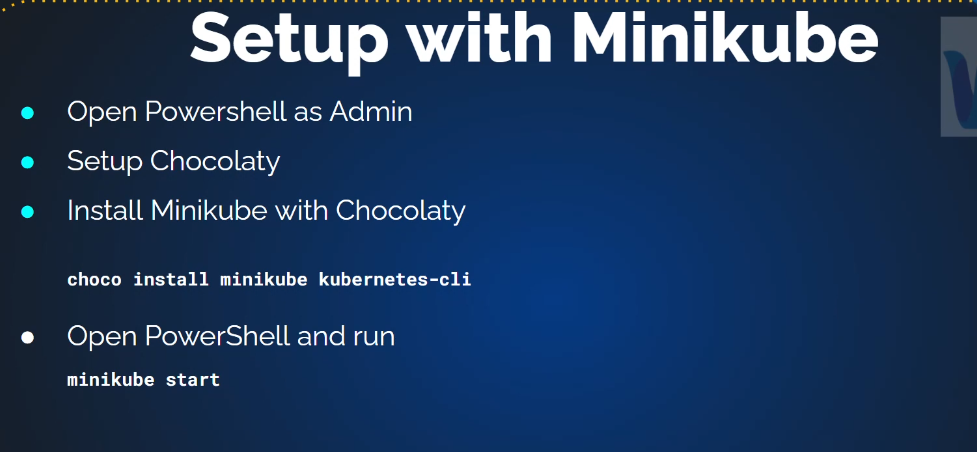 Setup with Minikube
Open Powershell as Admin
Setup Chocolaty
Install Minikube with Chocolaty
choco install minikube kubernetes-cli
Open PowerShell and run
minikube start